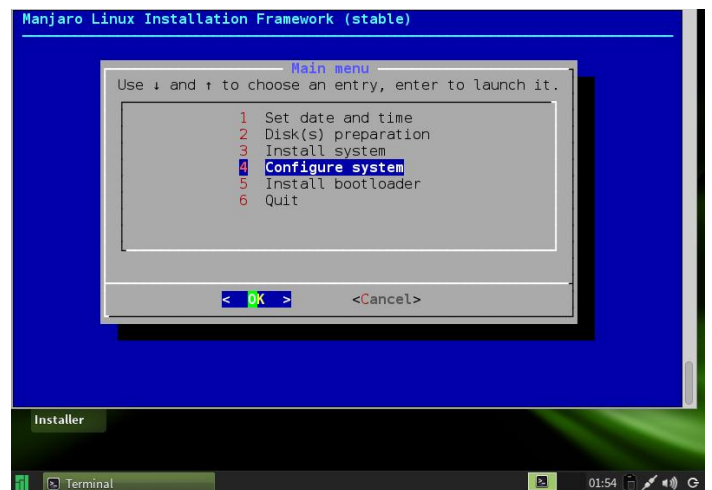 Manjaro Linux Installation Framework (stable)
Main menu
Use ↓ and ↑ to choose an entry, enter to launch it.
1 Set date and time
2 Disk(s) preparation
3 Install system
4 Configure system
5 Install bootloader
6 Quit
< OK > <Cancel>
Installer
Terminal 01:54